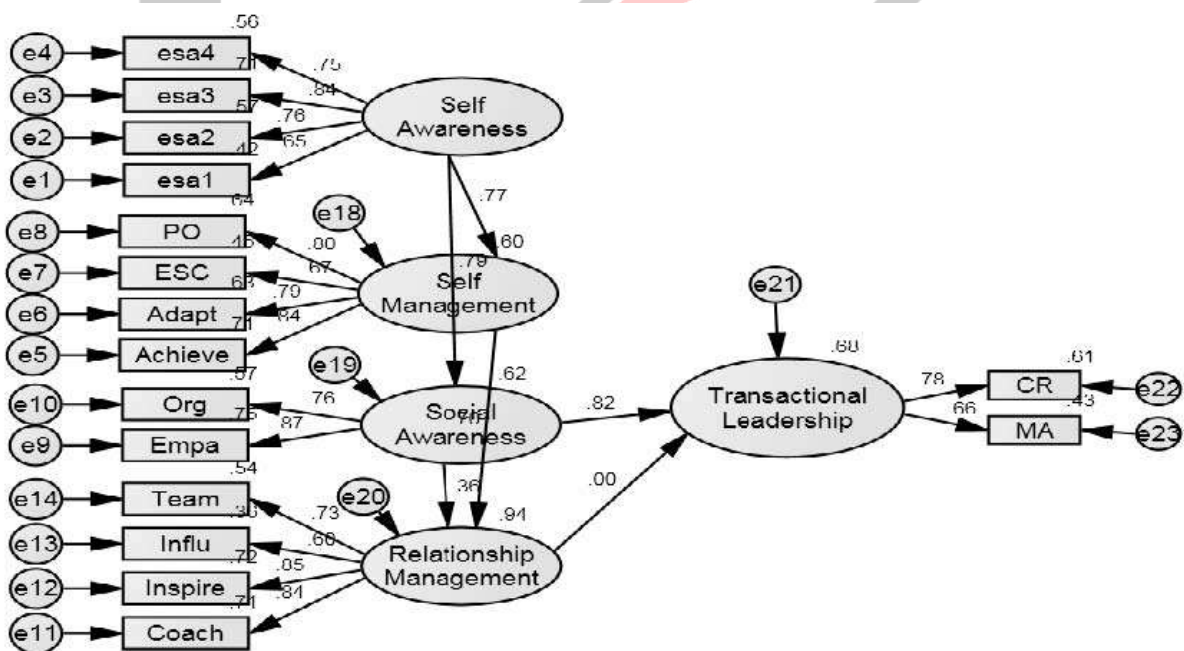 .56
e4
esa4
.75
.71
e3
esa3
.84
Self
Awareness
.57
e2
esa2
.76
.42
e1
esa1
.65
.77
.64
e8
PO
.80
e18
.60
.46
e7
ESC
.67
Self
Management
.79
.63
e6
Adapt
.79
e21
.71
e5
Achieve
.84
.68
.57
e10
Org
.76
e19
.62
Social
Awareness
.82
Transactional
Leadership
.78
.61
CR
e22
e9
Empa
.87
.66
.43
MA
e23
.54
e14
Team
.73
e20
.36
.94
.00
.36
e13
Influ
.60
Relationship
Management
.72
e12
Inspire
.85
.71
e11
Coach
.84